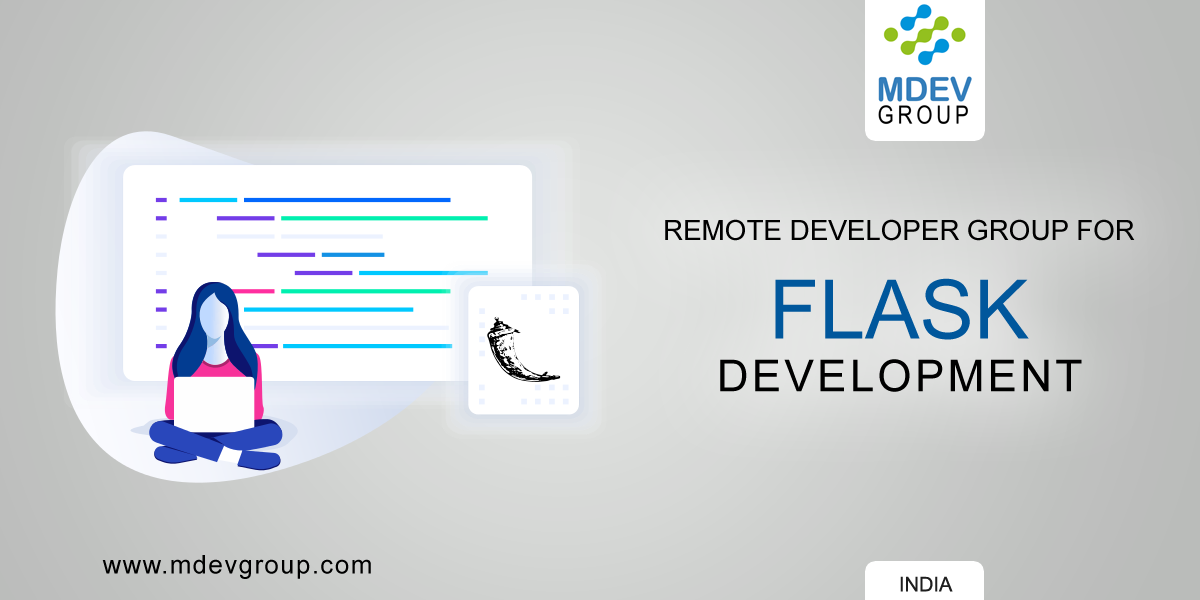 MDEV
GROUP
REMOTE DEVELOPER GROUP FOR
FLASK
DEVELOPMENT
www.mdevgroup.com
INDIA